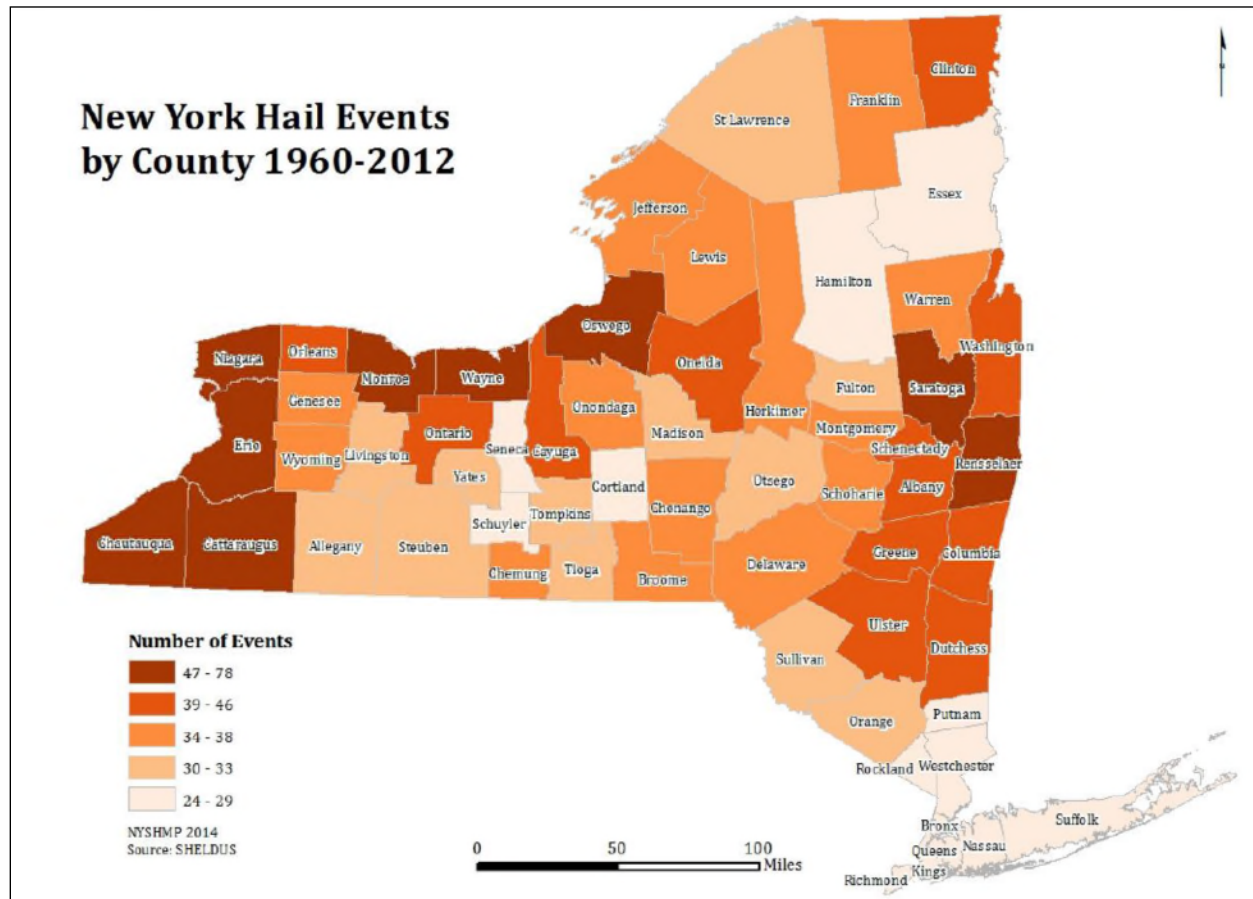 New York Hail Events
by County 1960-2012
Clinton
Franklin
St Lawrence
Essex
Jefferson
Lewis
Hamilton
Warren
Oswego
Washington
Niagara
Orleans
Monroe
Wayne
Oneida
Fulton
Saratoga
Genesee
Onondaga
Herkimer
Montgomery
Erie
Ontario
Seneca
Cayuga
Madison
Schenectady
Rensselaer
Wyoming
Livingston
Yates
Cortland
Otsego
Schoharie
Albany
Chenango
Tompkins
Schuyler
Chautauqua
Cattaraugus
Allegany
Steuben
Greene
Columbia
Chemung
Tioga
Broome
Delaware
Ulster
Dutchess
Sullivan
Orange
Putnam
Rockland
Westchester
Bronx
Suffolk
Queens
Nassau
Kings
Richmond
Number of Events
47 - 78
39 - 46
34 - 38
30 - 33
24 - 29
NYSHMP 2014
Source: SHELDUS
0 50 100
Miles